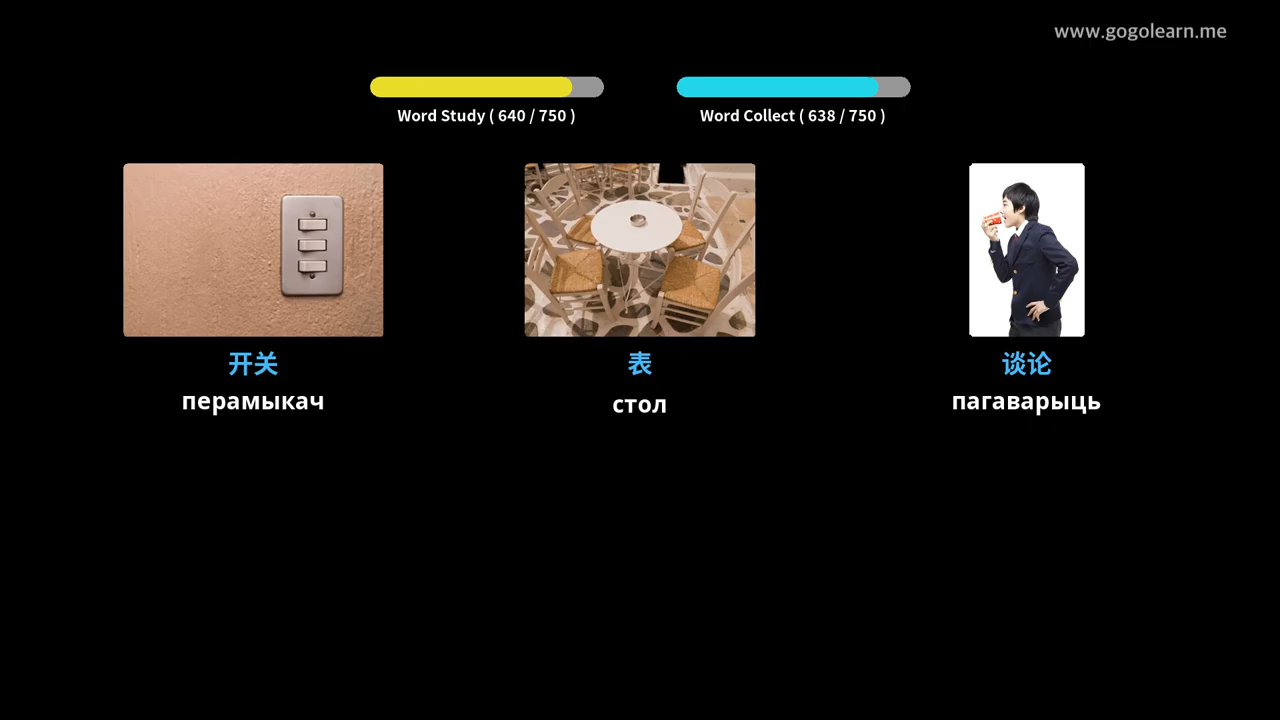 www.gogolearn.me
Word Study ( 640 / 750 )
Word Collect ( 638 / 750 )
开关
перамыкач
表
стол
谈论
пагаварыць